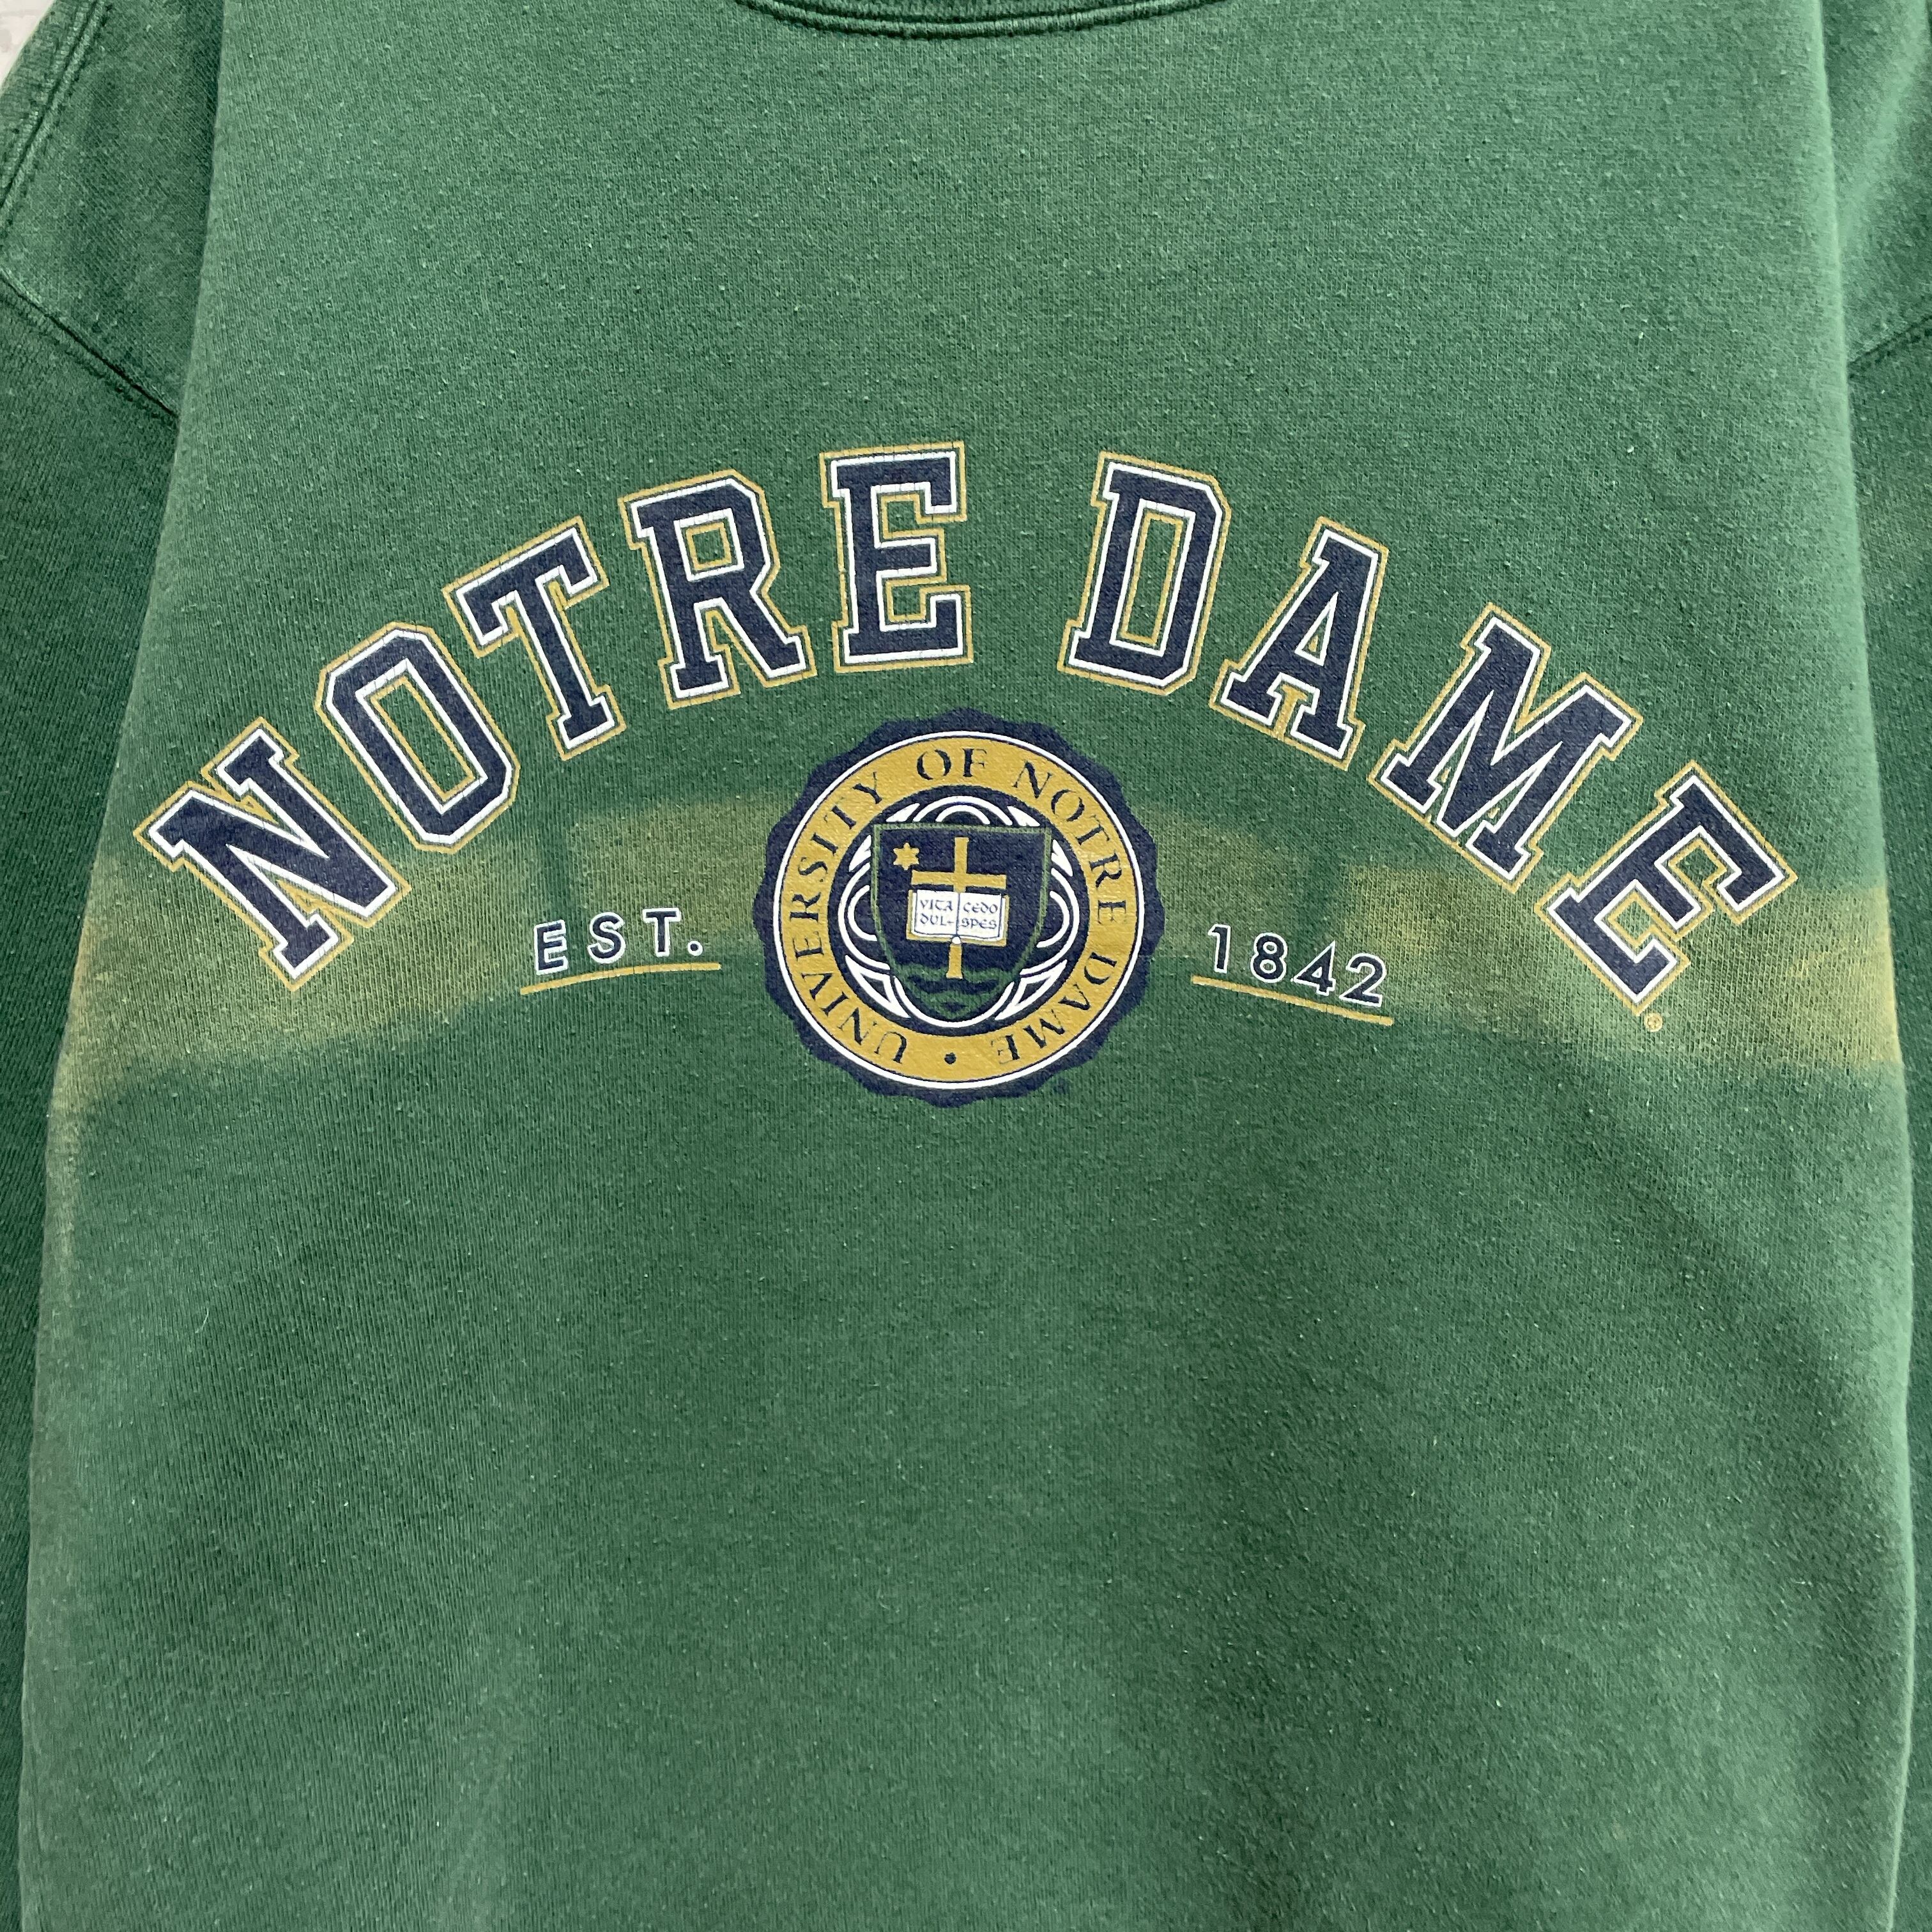 NOTRE DAME
EST. 1842
UNIVERSITY OF NOTRE DAME •
VITA CEDO
DUL- SPES
®